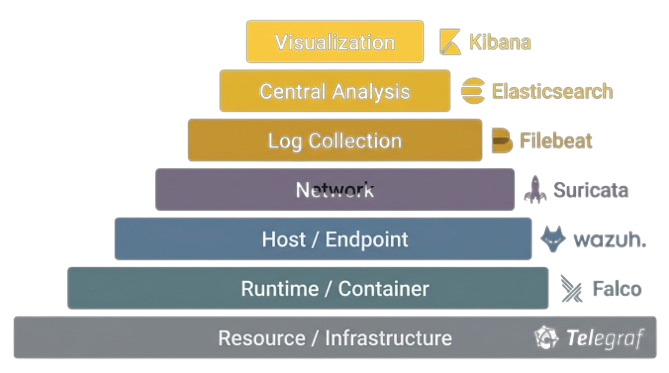 Visualization Kibana
Central Analysis Elasticsearch
Log Collection Filebeat
Network Suricata
Host / Endpoint wazuh.
Runtime / Container Falco
Resource / Infrastructure Telegraf